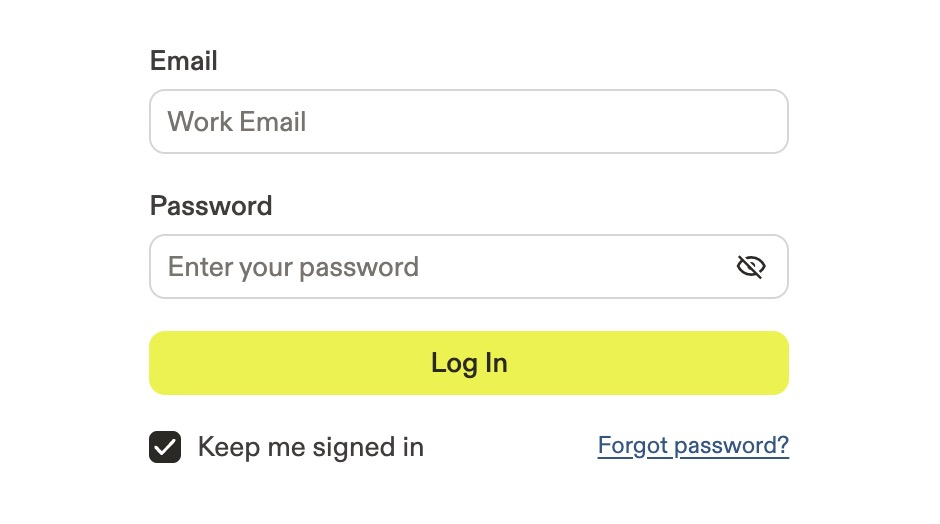 Email
Work Email
Password
Enter your password
Log In
Keep me signed in
Forgot password?